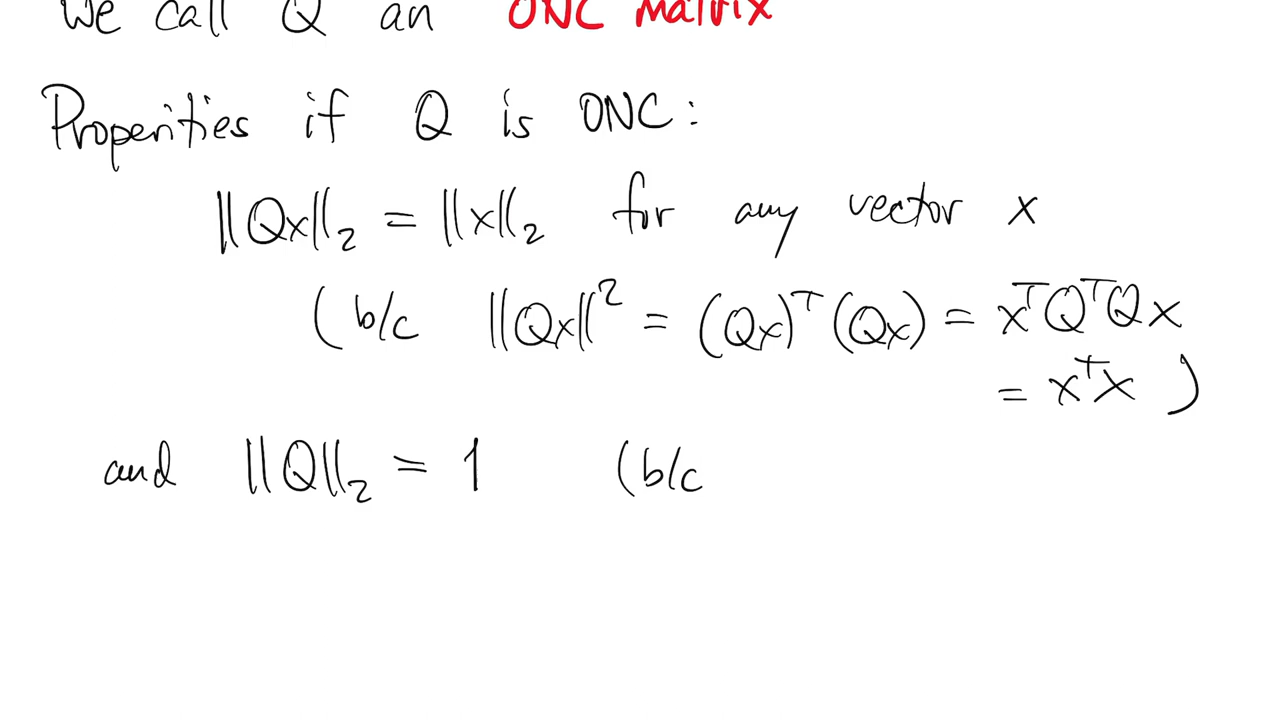 We call Q an ONC matrix
Properities if Q is ONC:
||Qx||₂ = ||x||₂ for any vector x
(b/c ||Qx||² = (Qx)ᵀ(Qx) = xᵀQᵀQx
= xᵀx )
and ||Q||₂ = 1 (b/c